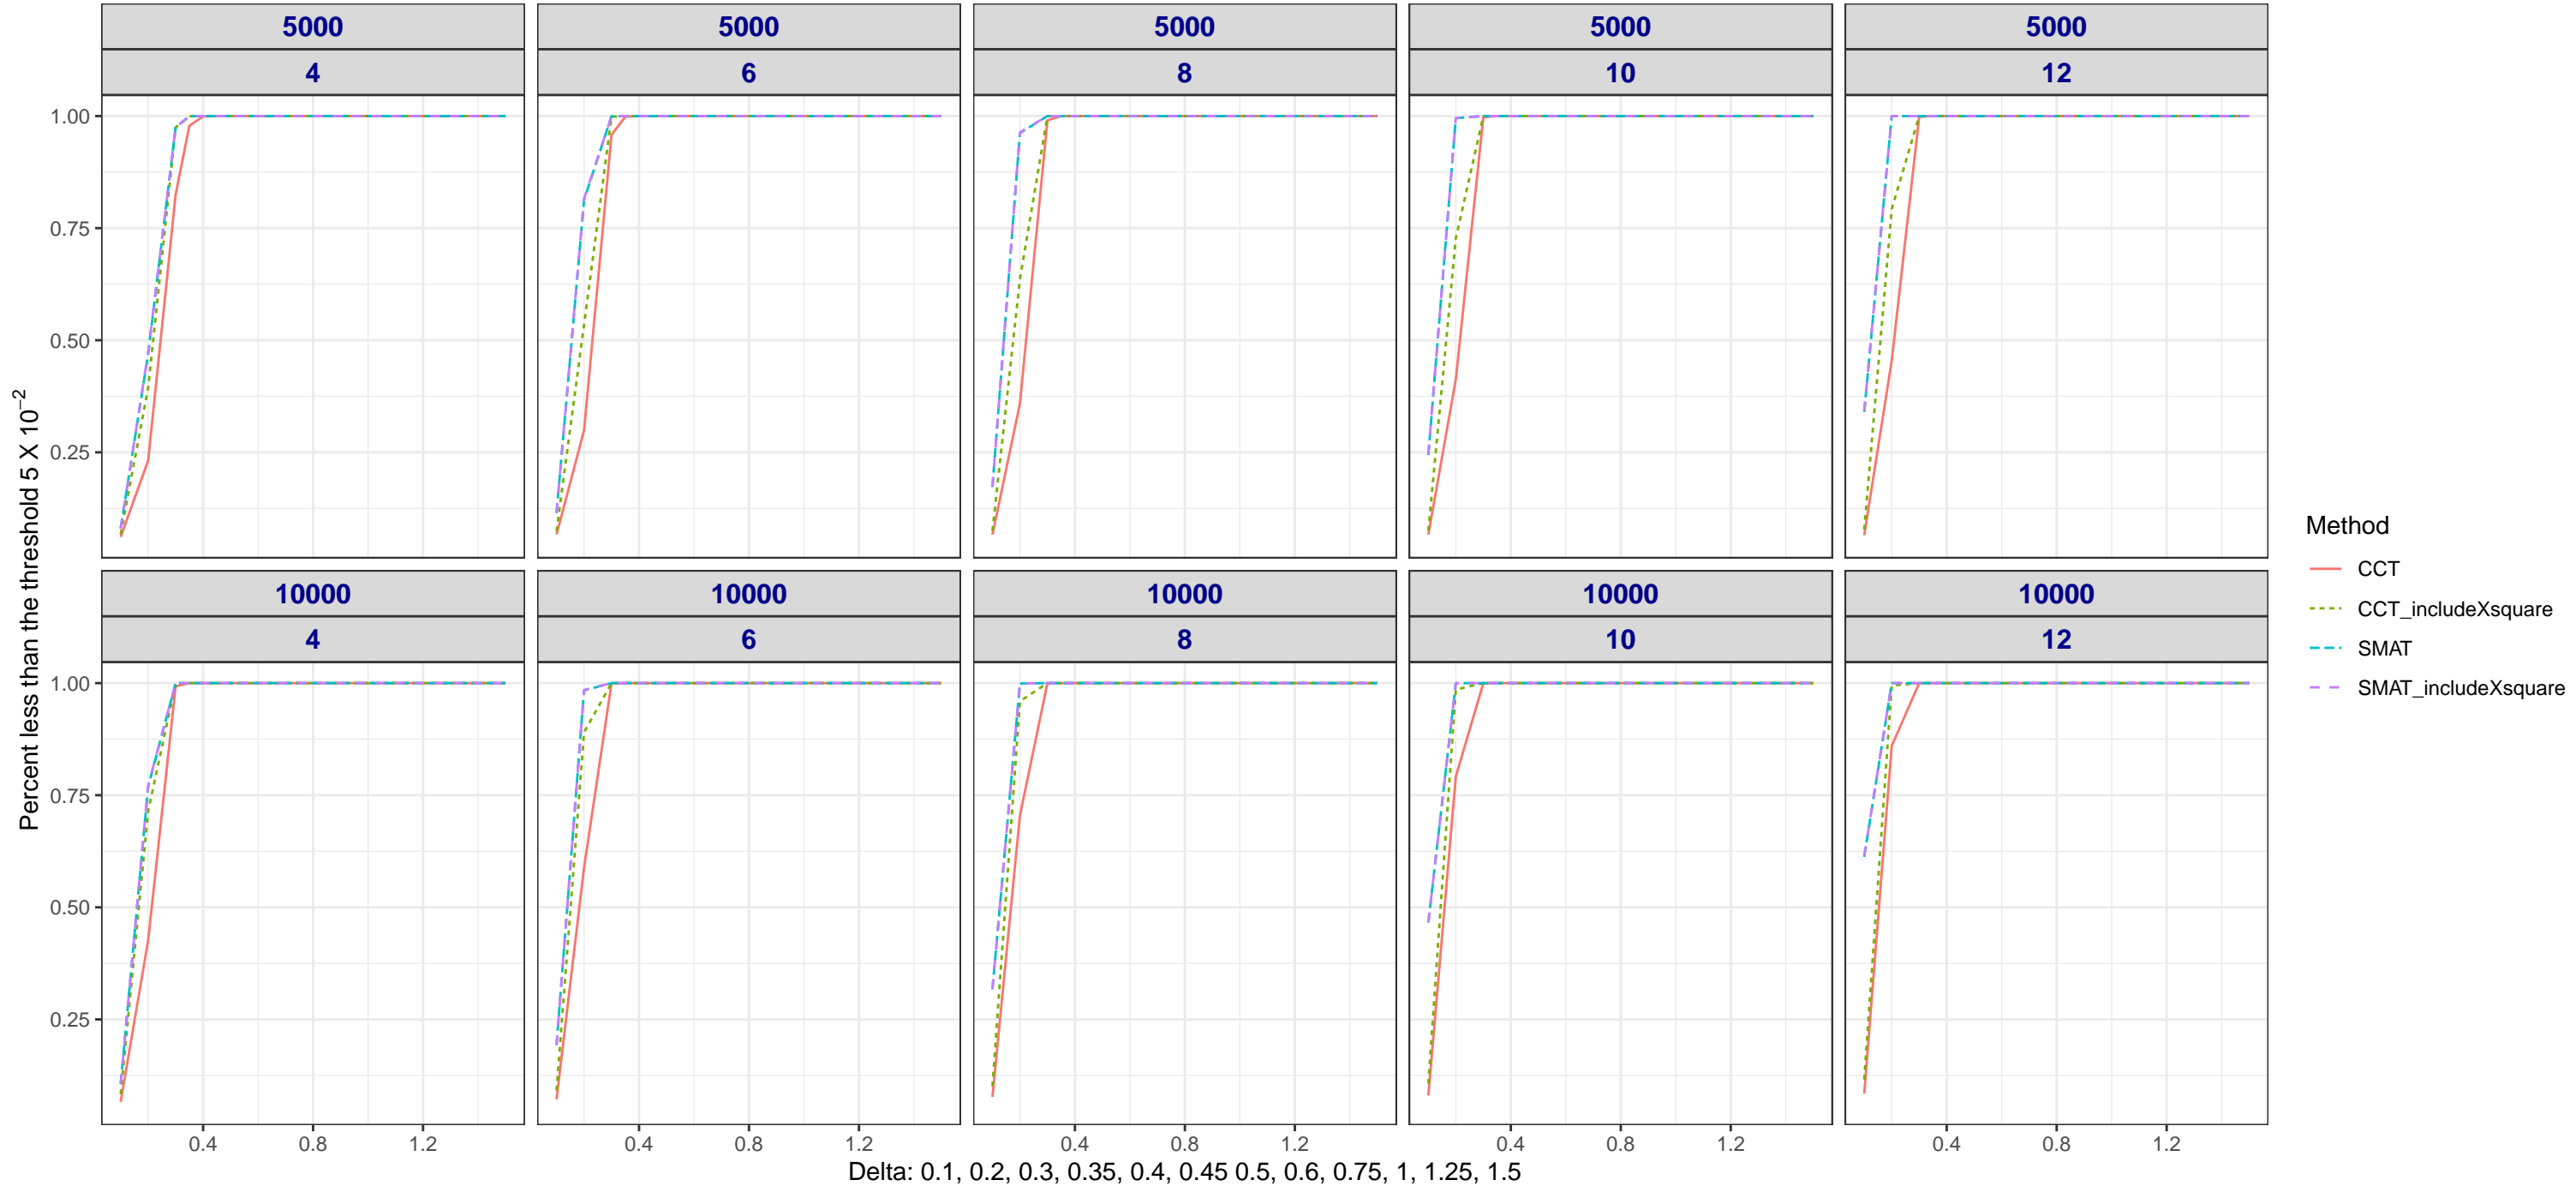 5000 5000 5000 5000 5000
4 6 8 10 12
1.00
0.75
0.50
0.25
10000 10000 10000 10000 10000
4 6 8 10 12
1.00
0.75
0.50
0.25
0.4 0.8 1.2 0.4 0.8 1.2 0.4 0.8 1.2 0.4 0.8 1.2 0.4 0.8 1.2
Delta: 0.1, 0.2, 0.3, 0.35, 0.4, 0.45 0.5, 0.6, 0.75, 1, 1.25, 1.5
Percent less than the threshold 5 X 10⁻²
Method
CCT
CCT_includeXsquare
SMAT
SMAT_includeXsquare